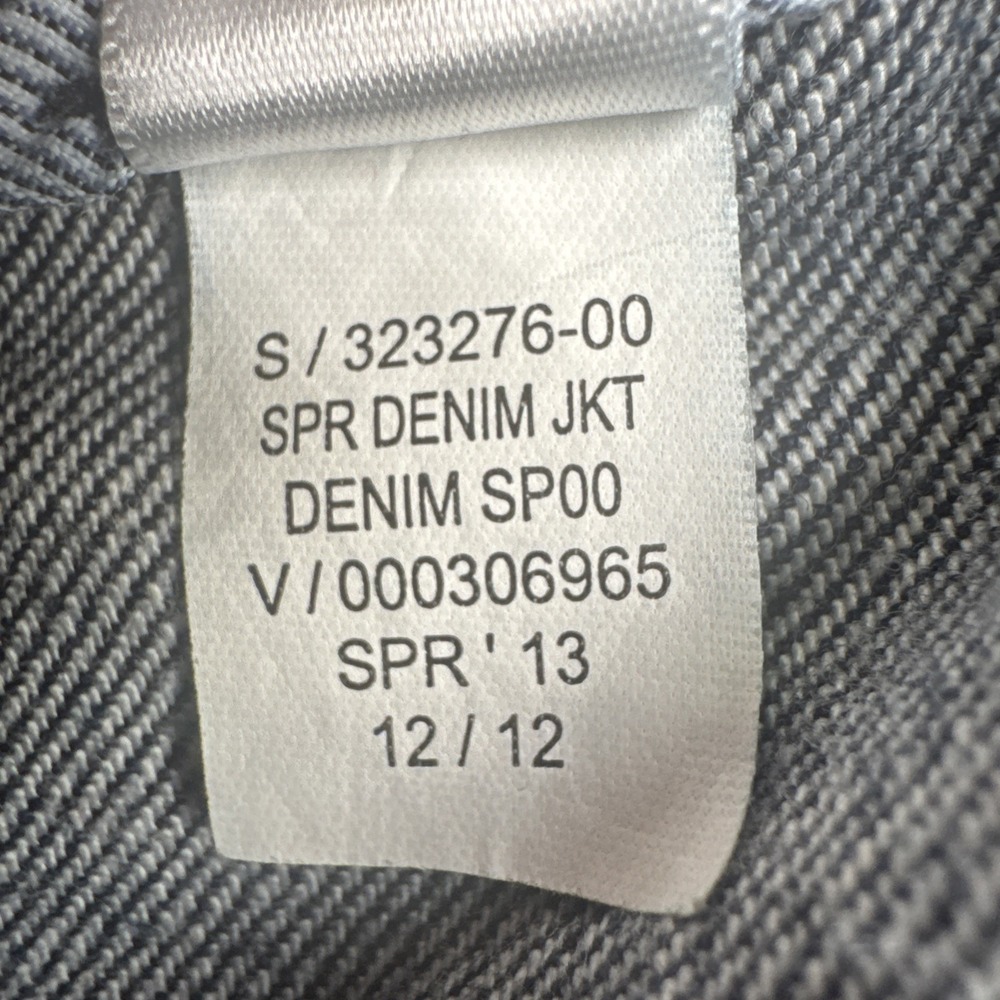 S / 323276-00
SPR DENIM JKT
DENIM SP00
V / 000306965
SPR ' 13
12 / 12